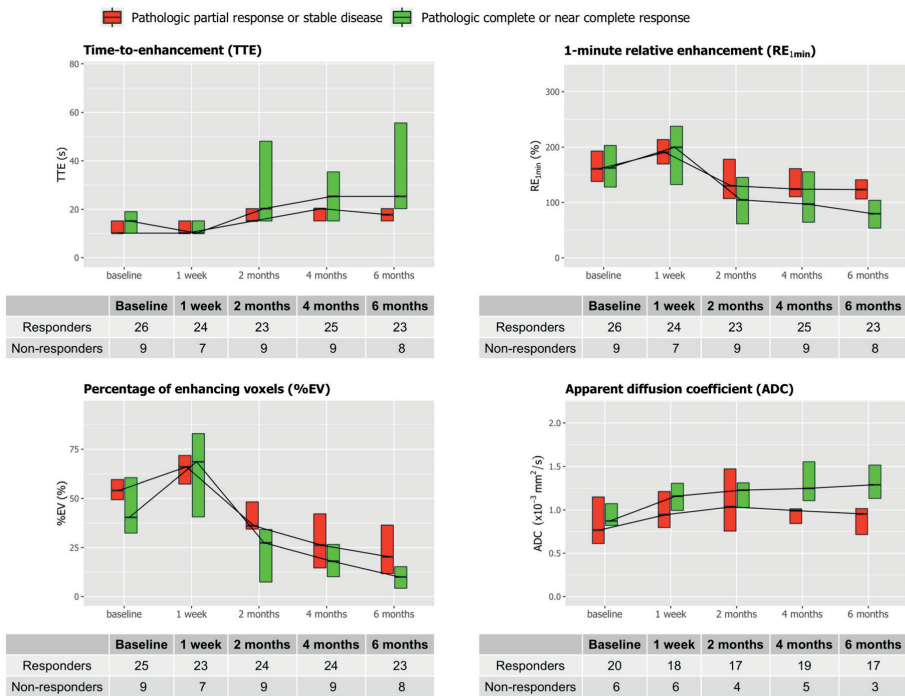 Pathologic partial response or stable disease Pathologic complete or near complete response
Time-to-enhancement (TTE)
80
60
40
20
0
TTE (s)
baseline 1 week 2 months 4 months 6 months
Baseline 1 week 2 months 4 months 6 months
Responders 26 24 23 25 23
Non-responders 9 7 9 9 8
1-minute relative enhancement (RE1min)
300
200
100
0
RE1min (%)
baseline 1 week 2 months 4 months 6 months
Baseline 1 week 2 months 4 months 6 months
Responders 26 24 23 25 23
Non-responders 9 7 9 9 8
Percentage of enhancing voxels (%EV)
75
50
25
0
%EV (%)
baseline 1 week 2 months 4 months 6 months
Baseline 1 week 2 months 4 months 6 months
Responders 25 23 24 24 23
Non-responders 9 7 9 9 8
Apparent diffusion coefficient (ADC)
2.0
1.5
1.0
0.5
0.0
ADC (x10⁻³ mm²/s)
baseline 1 week 2 months 4 months 6 months
Baseline 1 week 2 months 4 months 6 months
Responders 20 18 17 19 17
Non-responders 6 6 4 5 3